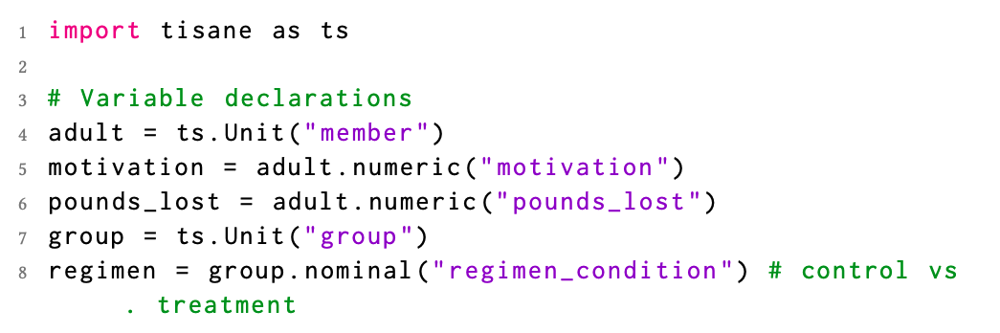 1 import tisane as ts
2
3 # Variable declarations
4 adult = ts.Unit("member")
5 motivation = adult.numeric("motivation")
6 pounds_lost = adult.numeric("pounds_lost")
7 group = ts.Unit("group")
8 regimen = group.nominal("regimen_condition") # control vs
. treatment